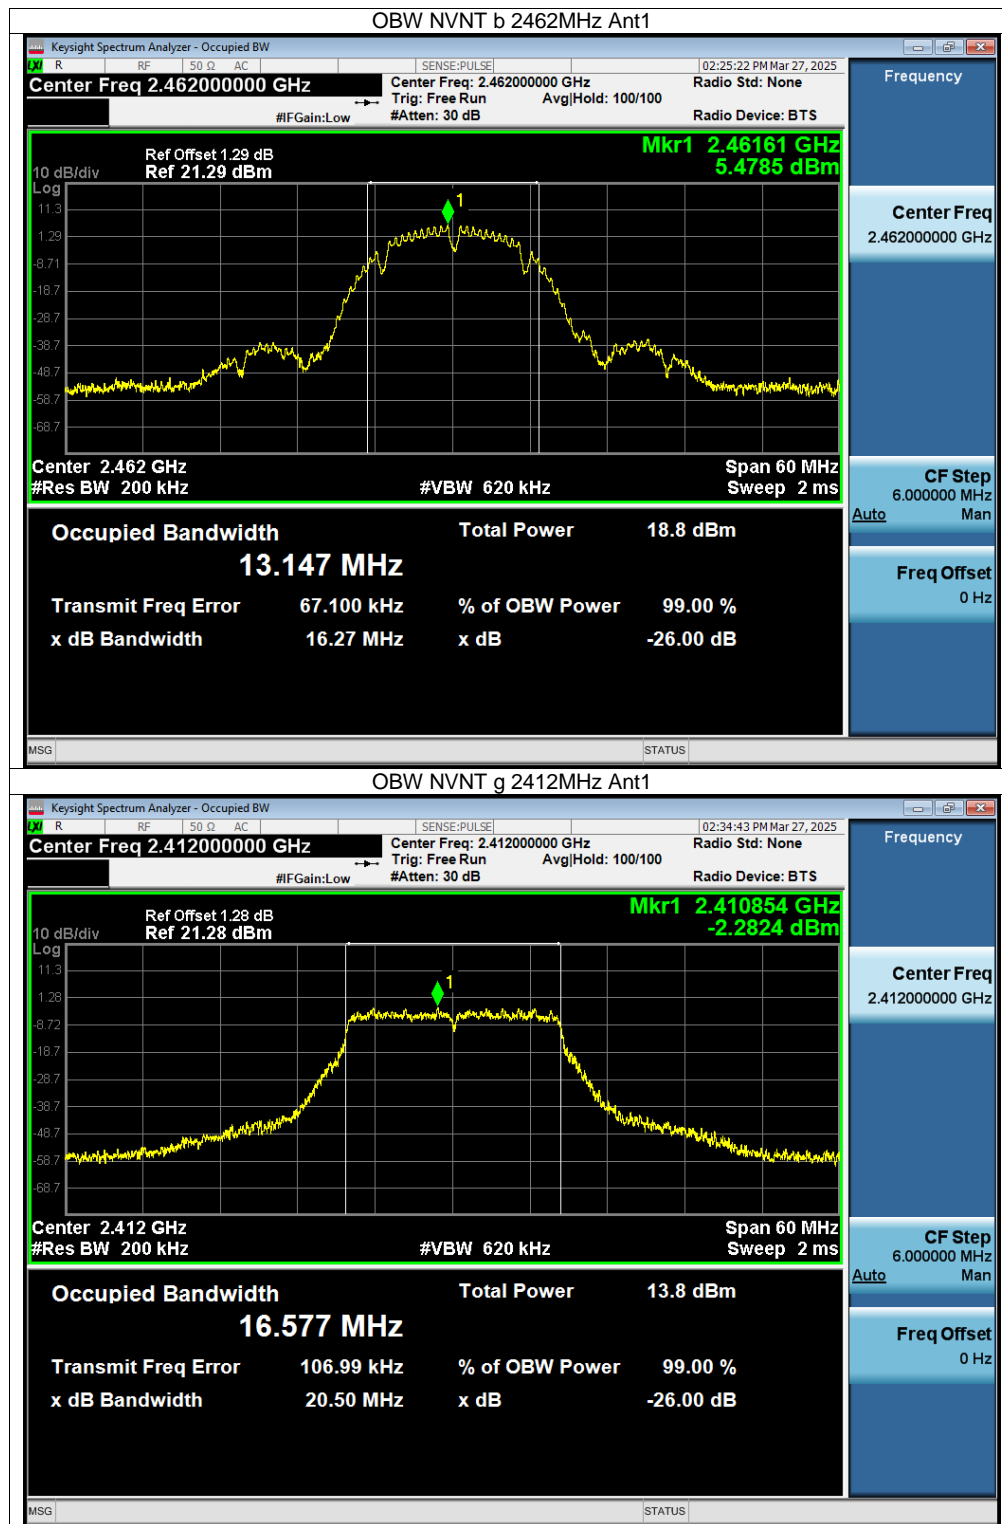 OBW NVNT b 2462MHz Ant1
Keysight Spectrum Analyzer - Occupied BW
LXI R RF 50 Ω AC SENSE:PULSE 02:25:22 PM Mar 27, 2025
Center Freq 2.462000000 GHz
Center Freq: 2.462000000 GHz
Radio Std: None
Trig: Free Run Avg|Hold: 100/100
#IFGain:Low
#Atten: 30 dB
Radio Device: BTS
Frequency
Mkr1 2.46161 GHz
5.4785 dBm
Ref Offset 1.29 dB
10 dB/div Ref 21.29 dBm
Log
11.3
1.29
-8.71
-18.7
-28.7
-38.7
-48.7
-58.7
-68.7
1
Center 2.462 GHz Span 60 MHz
#Res BW 200 kHz #VBW 620 kHz Sweep 2 ms
Center Freq
2.462000000 GHz
CF Step
6.000000 MHz
Auto Man
Freq Offset
0 Hz
Occupied Bandwidth Total Power 18.8 dBm
13.147 MHz
Transmit Freq Error 67.100 kHz % of OBW Power 99.00 %
x dB Bandwidth 16.27 MHz x dB -26.00 dB
MSG STATUS
OBW NVNT g 2412MHz Ant1
Keysight Spectrum Analyzer - Occupied BW
LXI R RF 50 Ω AC SENSE:PULSE 02:34:43 PM Mar 27, 2025
Center Freq 2.412000000 GHz
Center Freq: 2.412000000 GHz
Radio Std: None
Trig: Free Run Avg|Hold: 100/100
#IFGain:Low
#Atten: 30 dB
Radio Device: BTS
Frequency
Mkr1 2.410854 GHz
-2.2824 dBm
Ref Offset 1.28 dB
10 dB/div Ref 21.28 dBm
Log
11.3
1.28
-8.72
-18.7
-28.7
-38.7
-48.7
-58.7
-68.7
1
Center 2.412 GHz Span 60 MHz
#Res BW 200 kHz #VBW 620 kHz Sweep 2 ms
Center Freq
2.412000000 GHz
CF Step
6.000000 MHz
Auto Man
Freq Offset
0 Hz
Occupied Bandwidth Total Power 13.8 dBm
16.577 MHz
Transmit Freq Error 106.99 kHz % of OBW Power 99.00 %
x dB Bandwidth 20.50 MHz x dB -26.00 dB
MSG STATUS